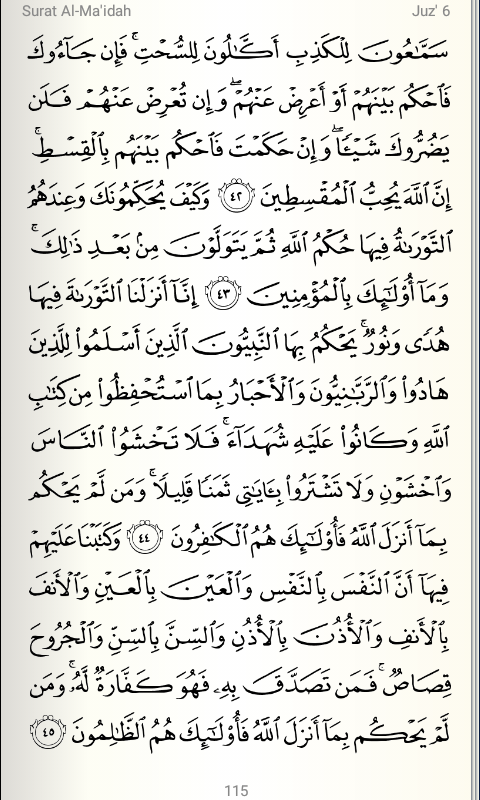 Surat Al-Ma'idah Juz' 6
سَمَّـٰعُونَ لِلْكَذِبِ أَكَّـٰلُونَ لِلسُّحْتِ ۚ فَإِن جَآءُوكَ
فَٱحْكُم بَيْنَهُمْ أَوْ أَعْرِضْ عَنْهُمْ ۖ وَإِن تُعْرِضْ عَنْهُمْ فَلَن
يَضُرُّوكَ شَيْـًٔا ۖ وَإِنْ حَكَمْتَ فَٱحْكُم بَيْنَهُم بِٱلْقِسْطِ ۚ
إِنَّ ٱللَّهَ يُحِبُّ ٱلْمُقْسِطِينَ ٤٢ وَكَيْفَ يُحَكِّمُونَكَ وَعِندَهُمُ
ٱلتَّوْرَىٰةُ فِيهَا حُكْمُ ٱللَّهِ ثُمَّ يَتَوَلَّوْنَ مِنۢ بَعْدِ ذَٰلِكَ ۚ
وَمَآ أُو۟لَـٰٓئِكَ بِٱلْمُؤْمِنِينَ ٤٣ إِنَّآ أَنزَلْنَا ٱلتَّوْرَىٰةَ فِيهَا
هُدًى وَنُورٌ ۚ يَحْكُمُ بِهَا ٱلنَّبِيُّونَ ٱلَّذِينَ أَسْلَمُوا۟ لِلَّذِينَ
هَادُوا۟ وَٱلرَّبَّـٰنِيُّونَ وَٱلْأَحْبَارُ بِمَا ٱسْتُحْفِظُوا۟ مِن كِتَـٰبِ
ٱللَّهِ وَكَانُوا۟ عَلَيْهِ شُهَدَآءَ ۚ فَلَا تَخْشَوُا۟ ٱلنَّاسَ
وَٱخْشَوْنِ وَلَا تَشْتَرُوا۟ بِـَٔايَـٰتِى ثَمَنًا قَلِيلًا ۚ وَمَن لَّمْ يَحْكُم
بِمَآ أَنزَلَ ٱللَّهُ فَأُو۟لَـٰٓئِكَ هُمُ ٱلْكَـٰفِرُونَ ٤٤ وَكَتَبْنَا عَلَيْهِمْ
فِيهَآ أَنَّ ٱلنَّفْسَ بِٱلنَّفْسِ وَٱلْعَيْنَ بِٱلْعَيْنِ وَٱلْأَنفَ
بِٱلْأَنفِ وَٱلْأُذُنَ بِٱلْأُذُنِ وَٱلسِّنَّ بِٱلسِّنِّ وَٱلْجُرُوحَ
قِصَاصٌ ۚ فَمَن تَصَدَّقَ بِهِۦ فَهُوَ كَفَّارَةٌ لَّهُۥ ۚ وَمَن
لَّمْ يَحْكُم بِمَآ أَنزَلَ ٱللَّهُ فَأُو۟لَـٰٓئِكَ هُمُ ٱلظَّـٰلِمُونَ ٤٥
115